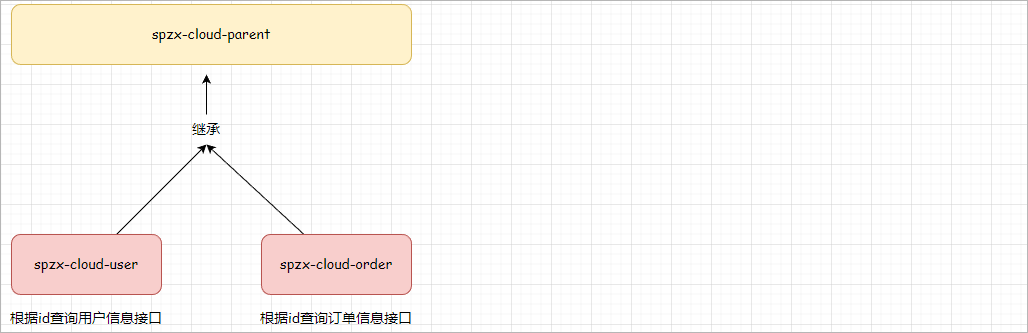 spzx-cloud-parent
继承
spzx-cloud-user
spzx-cloud-order
根据id查询用户信息接口
根据id查询订单信息接口